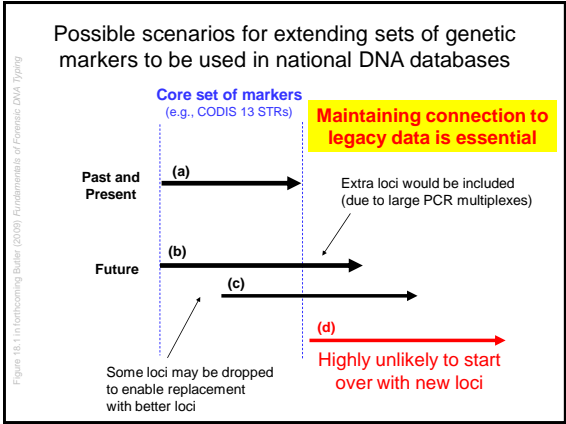 Possible scenarios for extending sets of genetic
markers to be used in national DNA databases
Core set of markers
(e.g., CODIS 13 STRs)
Maintaining connection to
legacy data is essential
Past and
Present
(a)
Extra loci would be included
(due to large PCR multiplexes)
Future
(b)
(c)
(d)
Highly unlikely to start
over with new loci
Some loci may be dropped
to enable replacement
with better loci
Figure 18.1 in forthcoming Butler (2009) Fundamentals of Forensic DNA Typing